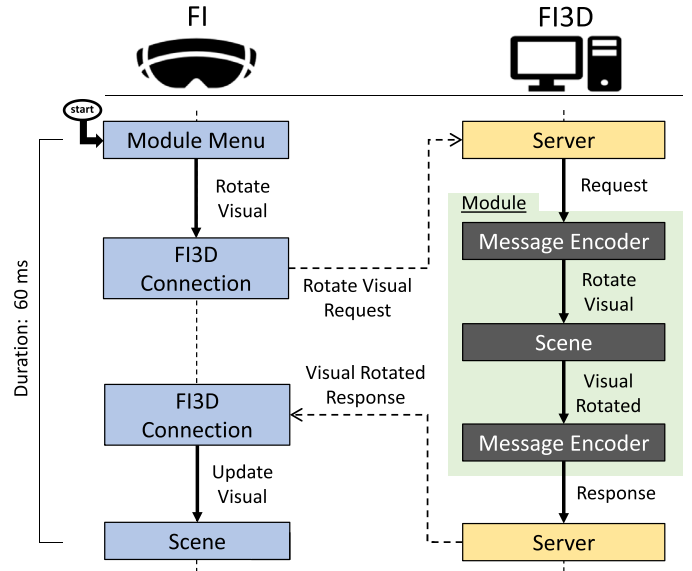 FI
FI3D
start
Module Menu
Server
Rotate
Visual
Request
Module
FI3D
Connection
Message Encoder
Rotate Visual
Request
Rotate
Visual
Duration:  60 ms
Scene
Visual Rotated
Response
Visual
Rotated
FI3D
Connection
Message Encoder
Update
Visual
Response
Scene
Server